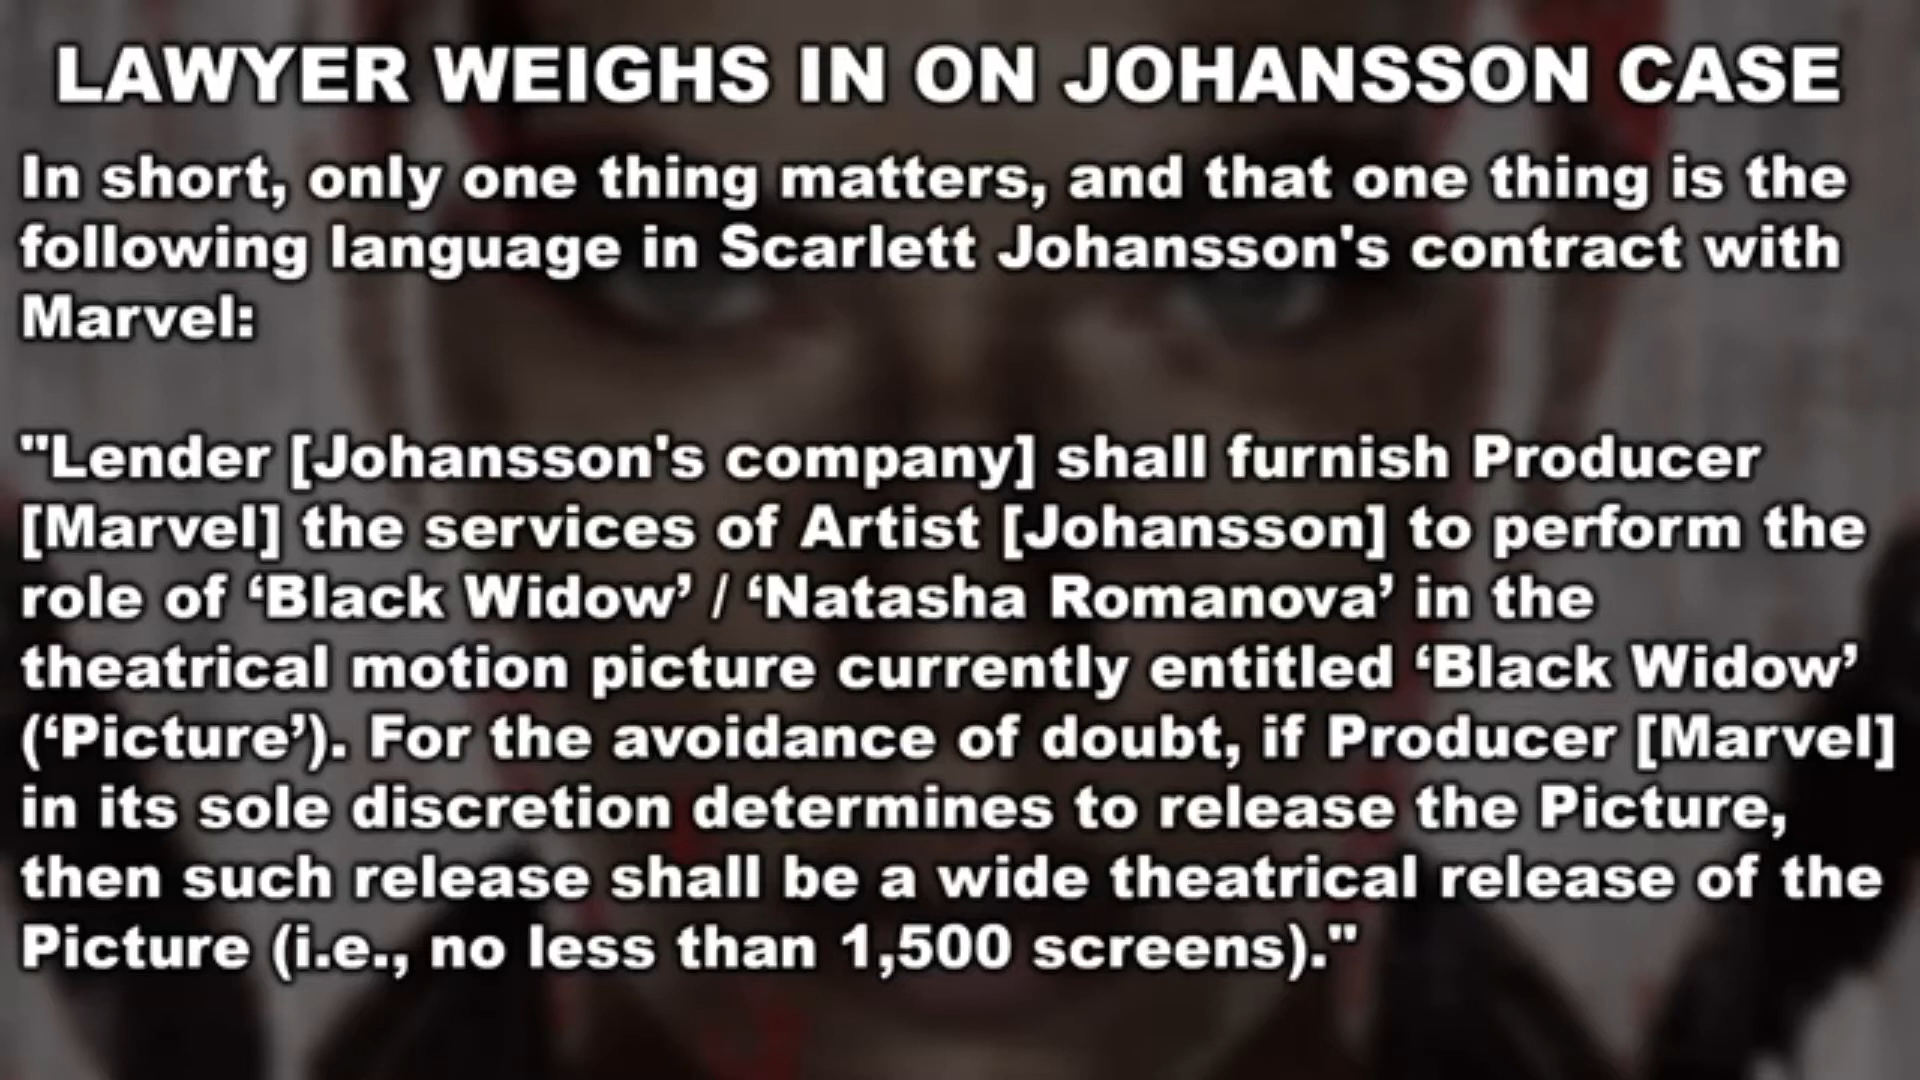 LAWYER WEIGHS IN ON JOHANSSON CASE
In short, only one thing matters, and that one thing is the
following language in Scarlett Johansson's contract with
Marvel:
"Lender [Johansson's company] shall furnish Producer
[Marvel] the services of Artist [Johansson] to perform the
role of ‘Black Widow’ / ‘Natasha Romanova’ in the
theatrical motion picture currently entitled ‘Black Widow’
(‘Picture’). For the avoidance of doubt, if Producer [Marvel]
in its sole discretion determines to release the Picture,
then such release shall be a wide theatrical release of the
Picture (i.e., no less than 1,500 screens)."